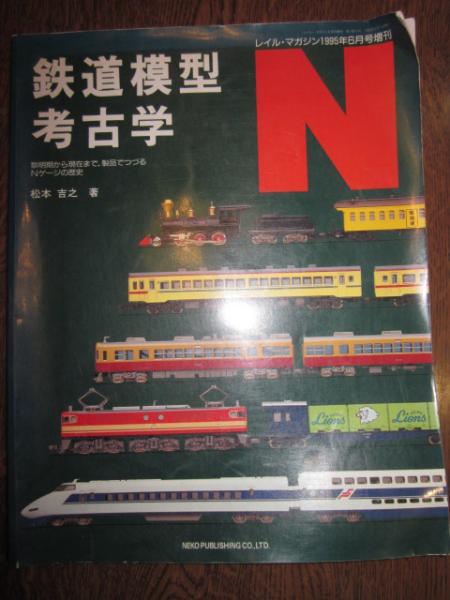 レイル・マガジン1995年6月号増刊
鉄道模型
考古学
N
黎明期から現在まで、製品でつづる
Nゲージの歴史
松本 吉之 著
Lions
Lions
NEKO PUBLISHING CO., LTD.